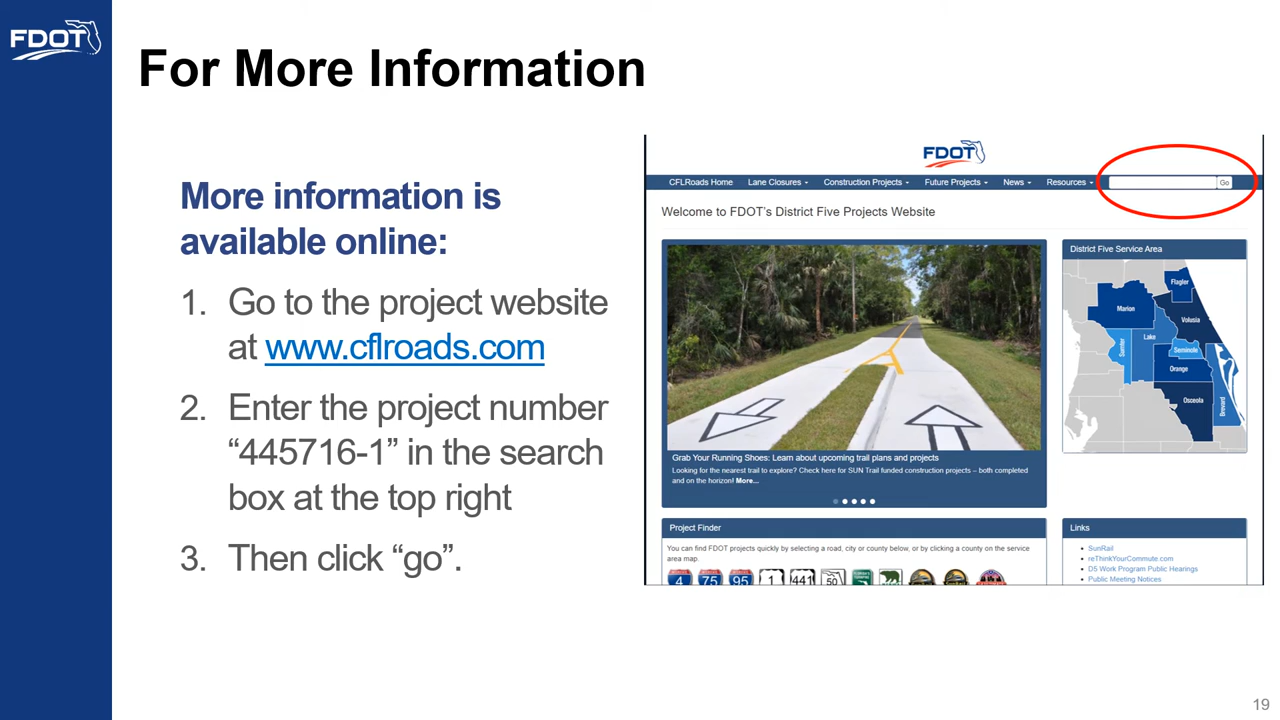 FDOT
For More Information
More information is
available online:
1. Go to the project website
at www.cflroads.com
2. Enter the project number
“445716-1” in the search
box at the top right
3. Then click “go”.
FDOT
CFLRoads Home Lane Closures Construction Projects Future Projects News Resources Go
Welcome to FDOT's District Five Projects Website
Grab Your Running Shoes: Learn about upcoming trail plans and projects
Looking for the nearest trail to explore? Check here for SUN Trail funded construction projects – both completed
and on the horizon! More...
District Five Service Area
Flagler
Marion
Volusia
Lake
Sumter
Seminole
Orange
Osceola
Brevard
Project Finder
You can find FDOT projects quickly by selecting a road, city or county below, or by clicking a county on the service
area map.
4 75 95 1 441 50
Links
• SunRail
• reThinkYourCommute.com
• D5 Work Program Public Hearings
• Public Meeting Notices
19